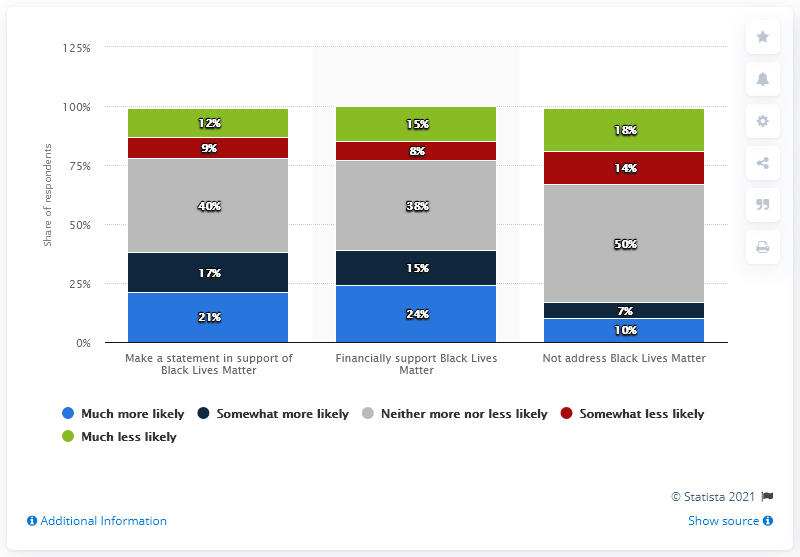 125%
100%
75%
50%
25%
0%
Share of respondents
12%
9%
40%
17%
21%
15%
8%
38%
15%
24%
18%
14%
50%
7%
10%
Make a statement in support of
Black Lives Matter
Financially support Black Lives
Matter
Not address Black Lives Matter
Much more likely
Somewhat more likely
Neither more nor less likely
Somewhat less likely
Much less likely
© Statista 2021
Additional Information
Show source